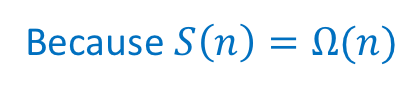 Because S(n) = Ω(n)